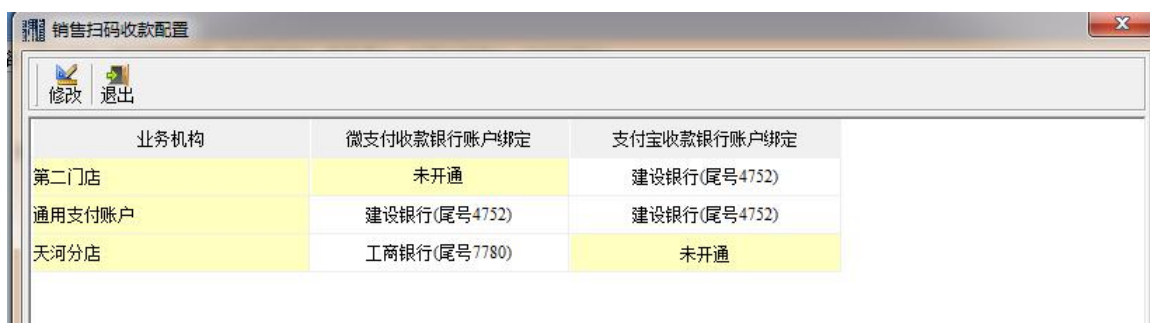 销售扫码收款配置
修改 退出
业务机构 微支付收款银行账户绑定 支付宝收款银行账户绑定
第二门店 未开通 建设银行(尾号4752)
通用支付账户 建设银行(尾号4752) 建设银行(尾号4752)
天河分店 工商银行(尾号7780) 未开通